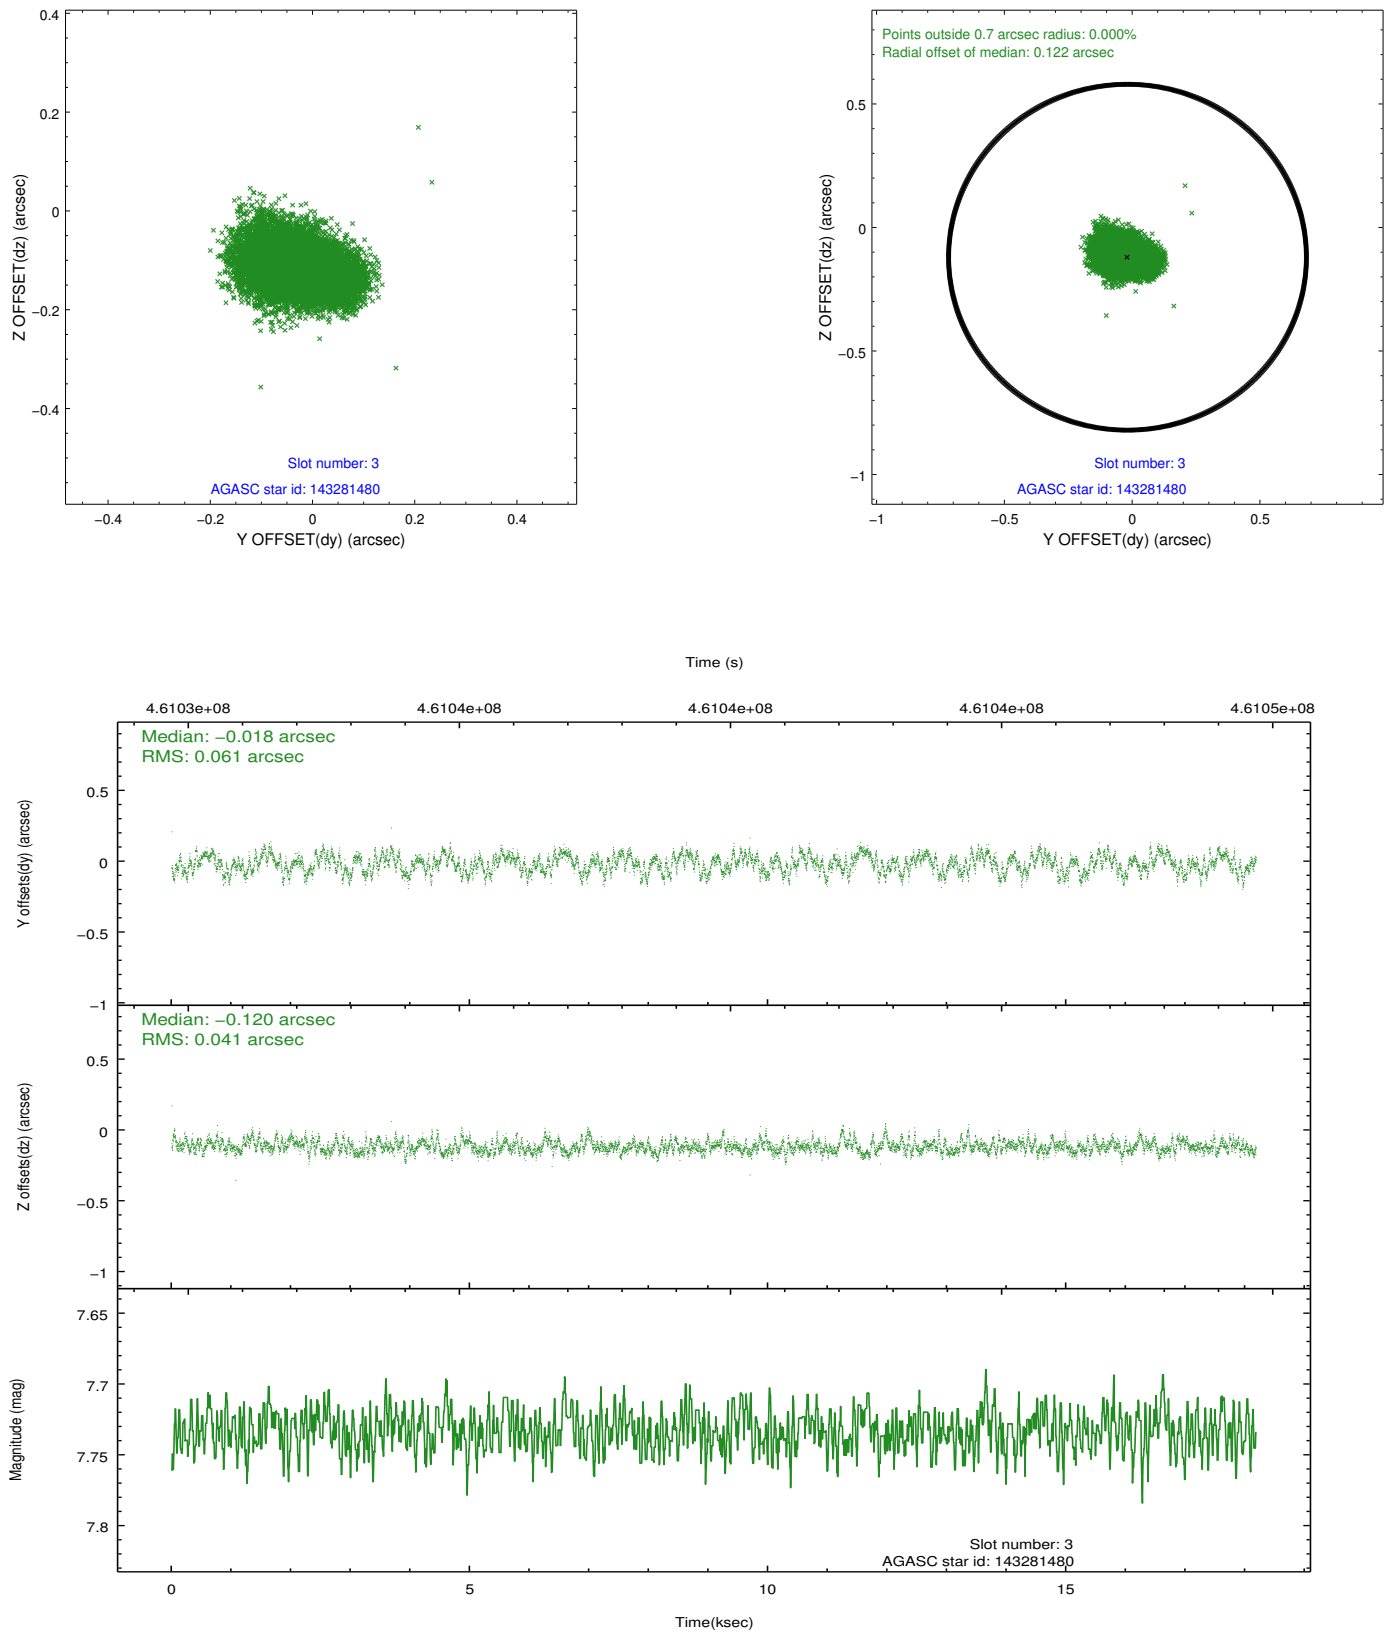 0.4
0.2
0
−0.2
−0.4
Z OFFSET(dz) (arcsec)
Slot number: 3
AGASC star id: 143281480
−0.4 −0.2 0 0.2 0.4
Y OFFSET(dy) (arcsec)
Points outside 0.7 arcsec radius: 0.000%
Radial offset of median: 0.122 arcsec
0.5
0
−0.5
−1
Z OFFSET(dz) (arcsec)
Slot number: 3
AGASC star id: 143281480
−1 −0.5 0 0.5
Y OFFSET(dy) (arcsec)
Time (s)
4.6103e+08 4.6104e+08 4.6104e+08 4.6104e+08 4.6105e+08
Median: −0.018 arcsec
RMS: 0.061 arcsec
0.5
0
−0.5
−1
Y offsets(dy) (arcsec)
Median: −0.120 arcsec
RMS: 0.041 arcsec
0.5
0
−0.5
−1
Z offsets(dz) (arcsec)
7.65
7.7
7.75
7.8
Magnitude (mag)
Slot number: 3
AGASC star id: 143281480
0 5 10 15
Time(ksec)